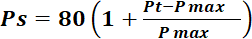 Ps = 80 (1 + (Pt−P max)/(P max))